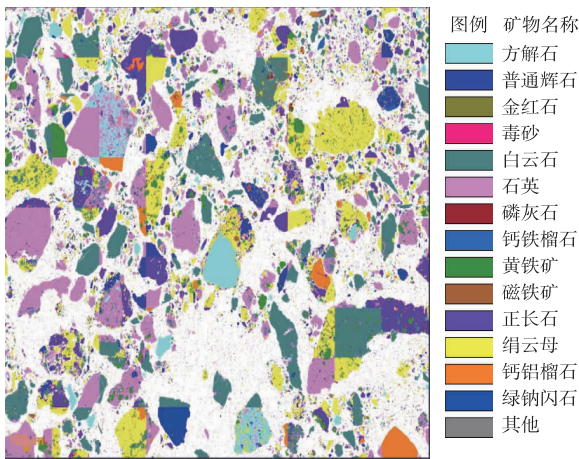 图例 矿物名称
方解石
普通辉石
金红石
毒砂
白云石
石英
磷灰石
钙铁榴石
黄铁矿
磁铁矿
正长石
绢云母
钙铝榴石
绿钠闪石
其他